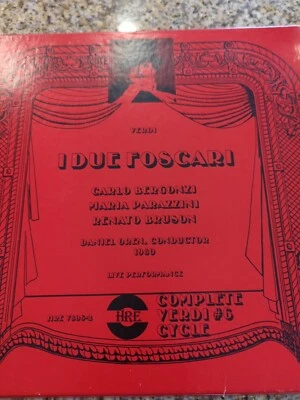 VERDI
I DUE FOSCARI
CARLO BERGONZI
MARIA PARAZZINI
RENATO BRUSON
DANIEL OREN, CONDUCTOR
1980
LIVE PERFORMANCE
HRE
COMPLETE
VERDI #6
CYCLE